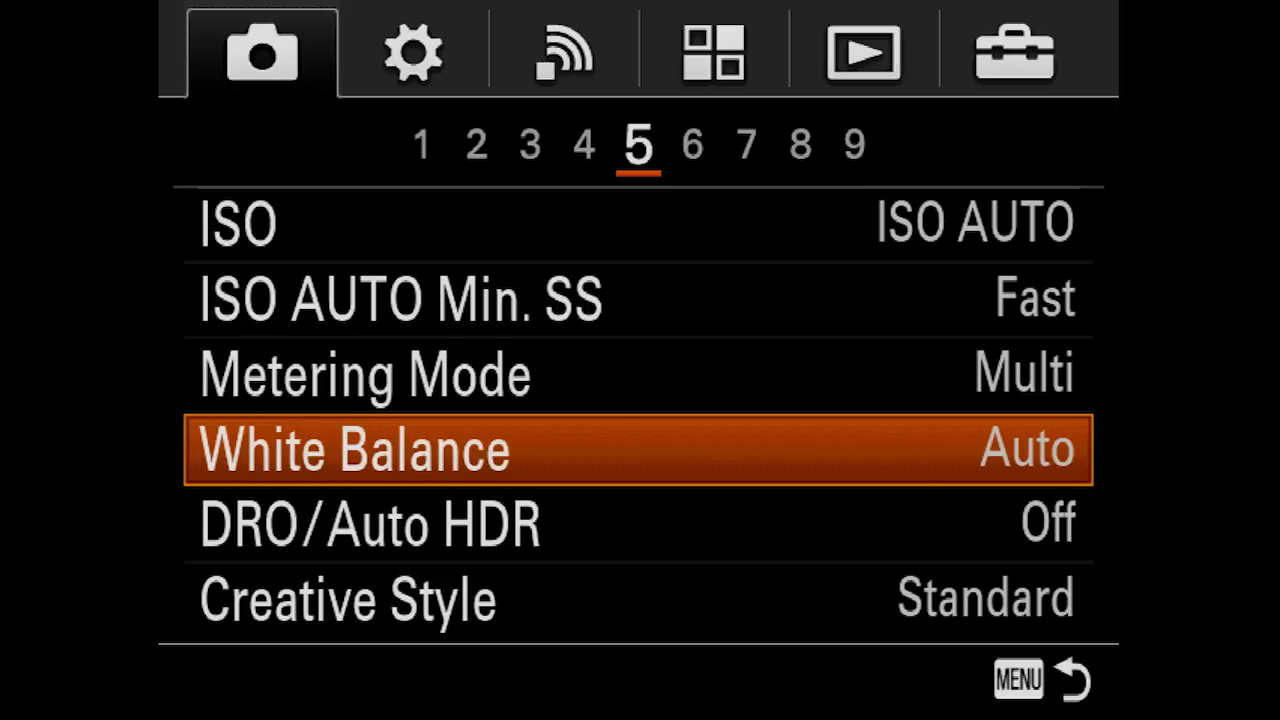 1 2 3 4 5 6 7 8 9
ISO ISO AUTO
ISO AUTO Min. SS Fast
Metering Mode Multi
White Balance Auto
DRO/Auto HDR Off
Creative Style Standard
MENU